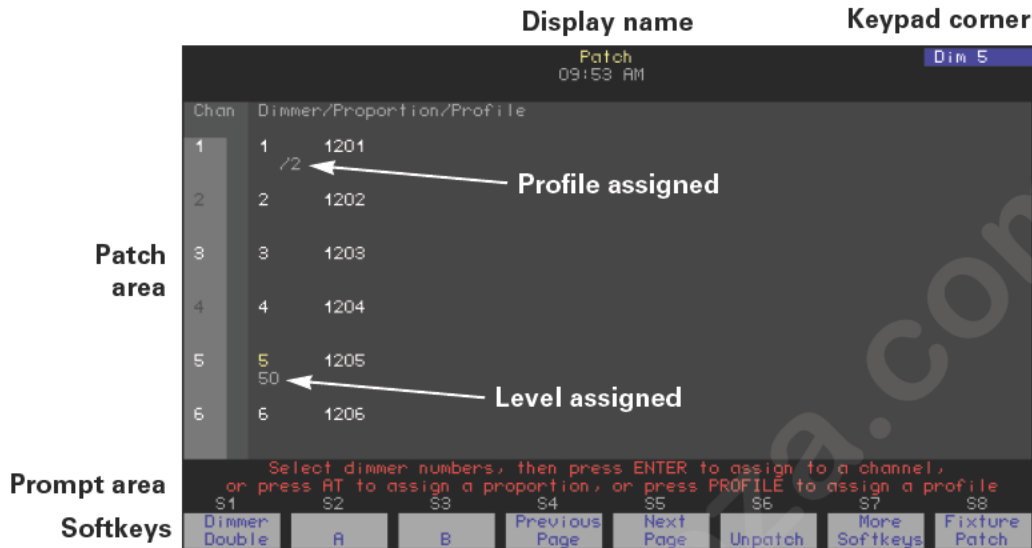 Display name
Keypad corner
Patch
Dim 5
09:53 AM
Chan Dimmer/Proportion/Profile
1 1 1201
/2
Profile assigned
2 2 1202
Patch
area
3 3 1203
4 4 1204
5 5 1205
50
Level assigned
6 6 1206
Prompt area
Select dimmer numbers, then press ENTER to assign to a channel,
or press AT to assign a proportion, or press PROFILE to assign a profile
S1 S2 S3 S4 S5 S6 S7 S8
Softkeys
Dimmer Double
A
B
Previous Page
Next Page
Unpatch
More Softkeys
Fixture Patch